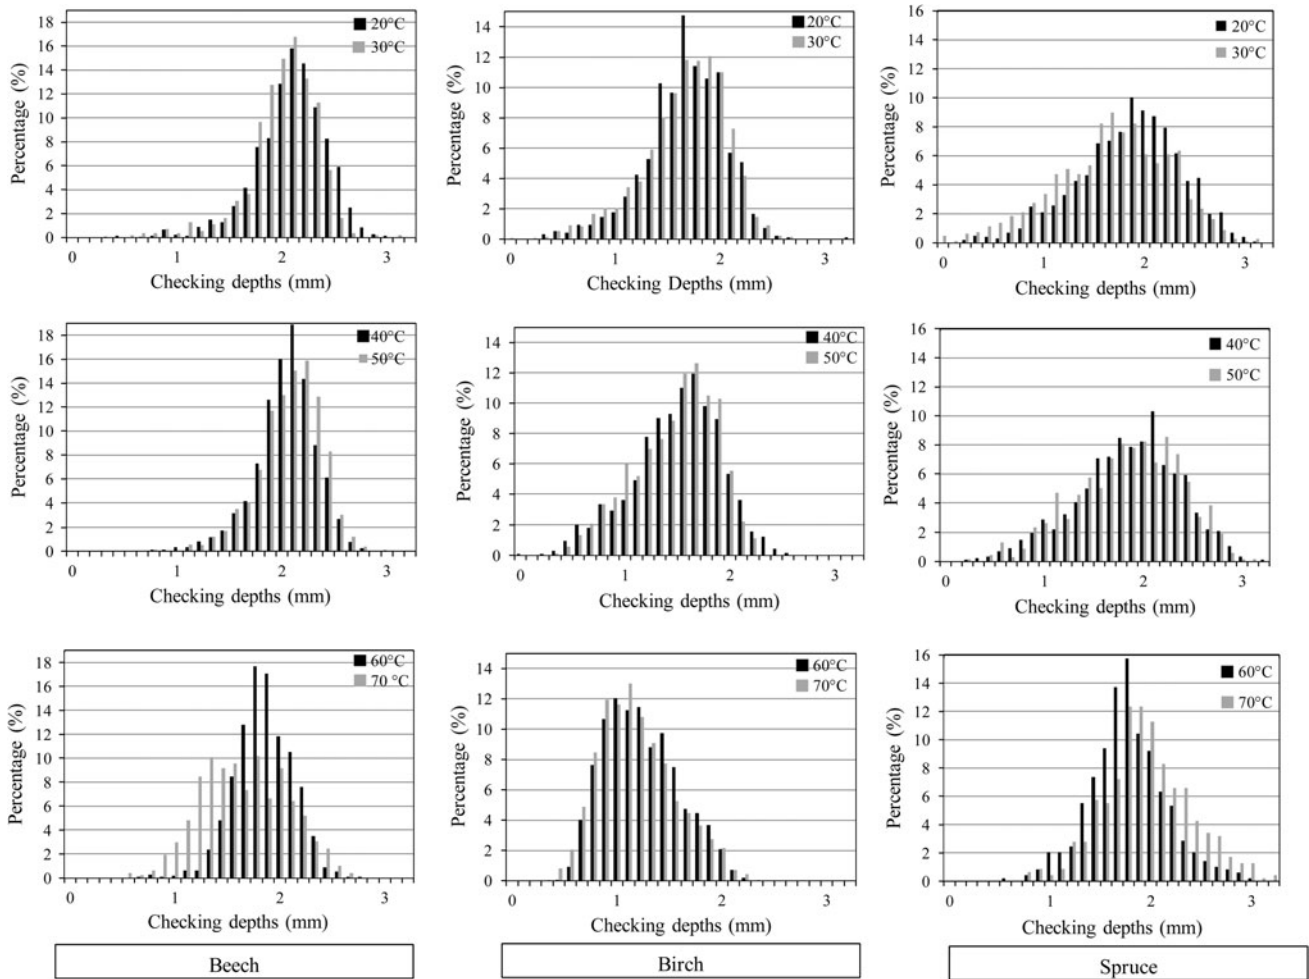 18
16
14
12
10
8
6
4
2
0
Percentage (%)
20°C
30°C
0 1 2 3
Checking depths (mm)
14
12
10
8
6
4
2
0
Percentage (%)
20°C
30°C
0 1 2 3
Checking Depths (mm)
16
14
12
10
8
6
4
2
0
Percentage (%)
20°C
30°C
0 1 2 3
Checking depths (mm)
18
16
14
12
10
8
6
4
2
0
Percentage (%)
40°C
50°C
0 1 2 3
Checking depths (mm)
14
12
10
8
6
4
2
0
Percentage (%)
40°C
50°C
0 1 2 3
Checking depths (mm)
16
14
12
10
8
6
4
2
0
Percentage (%)
40°C
50°C
0 1 2 3
Checking depths (mm)
18
16
14
12
10
8
6
4
2
0
Percentage (%)
60°C
70 °C
0 1 2 3
Checking depths (mm)
14
12
10
8
6
4
2
0
Percentage (%)
60°C
70°C
0 1 2 3
Checking depths (mm)
16
14
12
10
8
6
4
2
0
Percentage (%)
60°C
70°C
0 1 2 3
Checking depths (mm)
Beech
Birch
Spruce